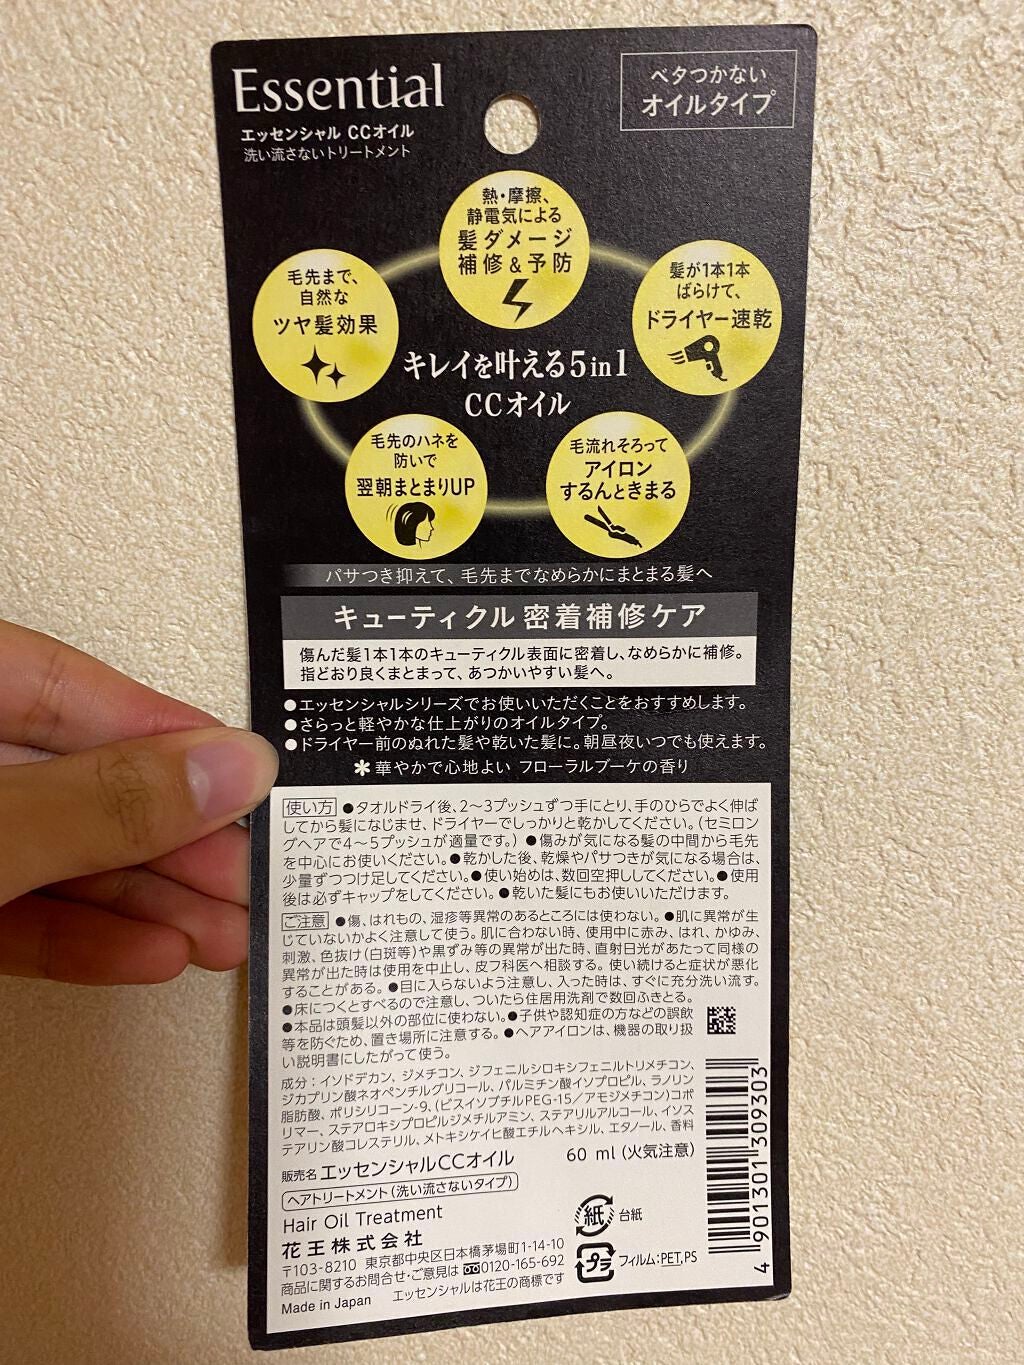 Essential
エッセンシャル CCオイル
洗い流さないトリートメント
ベタつかない
オイルタイプ
熱・摩擦、
静電気による
髪ダメージ
補修&予防
毛先まで、
自然な
ツヤ髪効果
髪が1本1本
ばらけて、
ドライヤー速乾
キレイを叶える5in1
CCオイル
毛先のハネを
防いで
翌朝まとまりUP
毛流れそろって
アイロン
するんときまる
パサつき抑えて、毛先までなめらかにまとまる髪へ
キューティクル 密着補修ケア
傷んだ髪1本1本のキューティクル表面に密着し、なめらかに補修。
指どおり良くまとまって、あつかいやすい髪へ。
●エッセンシャルシリーズでお使いいただくことをおすすめします。
●さらっと軽やかな仕上がりのオイルタイプ。
●ドライヤー前のぬれた髪や乾いた髪に。朝昼夜いつでも使えます。
＊華やかで心地よい フローラルブーケの香り
使い方 ●タオルドライ後、2〜3プッシュずつ手にとり、手のひらでよく伸ば
してから髪になじませ、ドライヤーでしっかりと乾かしてください。(セミロン
グヘアで4〜5プッシュが適量です。) ●傷みが気になる髪の中間から毛先
を中心にお使いください。●乾かした後、乾燥やパサつきが気になる場合は、
少量ずつつけ足してください。●使い始めは、数回空押ししてください。●使用
後は必ずキャップをしてください。●乾いた髪にもお使いいただけます。
ご注意 ●傷、はれもの、湿疹等異常のあるところには使わない。●肌に異常が生
じていないかよく注意して使う。肌に合わない時、使用中に赤み、はれ、かゆみ、
刺激、色抜け(白斑等)や黒ずみ等の異常が出た時、直射日光があたって同様の
異常が出た時は使用を中止し、皮フ科医へ相談する。使い続けると症状が悪化
することがある。●目に入らないよう注意し、入った時は、すぐに充分洗い流す。
●床につくとすべるので注意し、ついたら住居用洗剤で数回ふきとる。
●本品は頭髪以外の部位に使わない。●子供や認知症の方などの誤飲
等を防ぐため、置き場所に注意する。●ヘアアイロンは、機器の取り扱
い説明書にしたがって使う。
成分：イソドデカン、ジメチコン、ジフェニルシロキシフェニルトリメチコン、
ジカプリン酸ネオペンチルグリコール、パルミチン酸イソプロピル、ラノリン
脂肪酸、ポリシリコーン-9、(ビスイソブチルPEG-15／アモジメチコン)コポ
リマー、ステアロキシプロピルジメチルアミン、ステアリルアルコール、イソス
テアリン酸コレステリル、メトキシケイヒ酸エチルヘキシル、エタノール、香料
販売名 エッセンシャルCCオイル 60 ml (火気注意)
ヘアトリートメント(洗い流さないタイプ)
Hair Oil Treatment
花王株式会社
〒103-8210 東京都中央区日本橋茅場町1-14-10
商品に関するお問合せ・ご意見は 0120-165-692
Made in Japan エッセンシャルは花王の商標です
紙 台紙
プラ フィルム:PET,PS
4 901301 309303